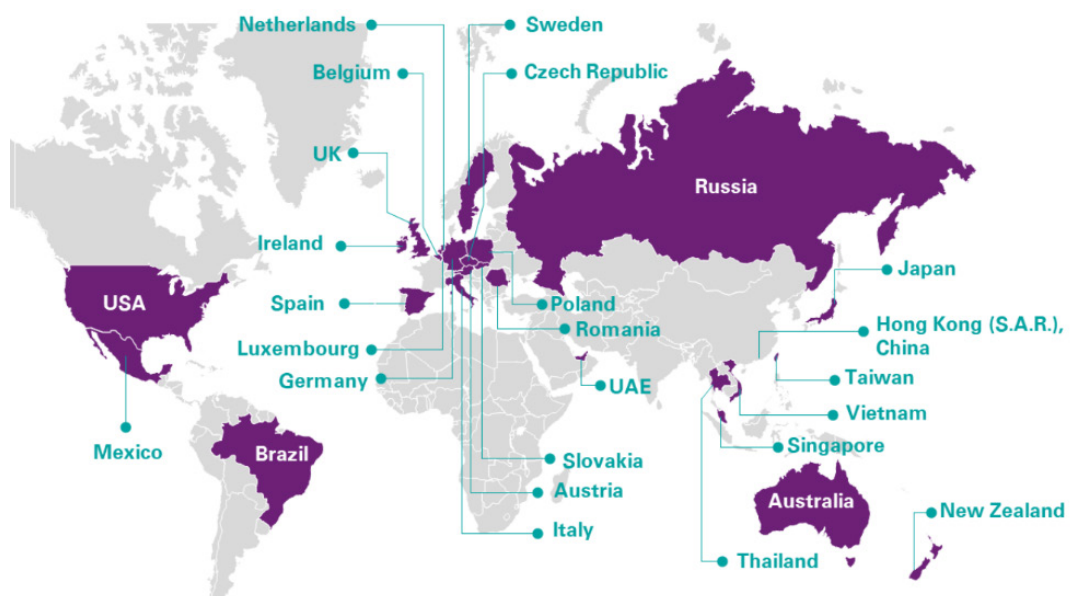 Netherlands
Sweden
Belgium
Czech Republic
UK
Russia
Ireland
Japan
USA
Spain
Poland
Romania
Hong Kong (S.A.R.),
China
Luxembourg
Germany
UAE
Taiwan
Vietnam
Mexico
Brazil
Slovakia
Singapore
Austria
Australia
Italy
New Zealand
Thailand